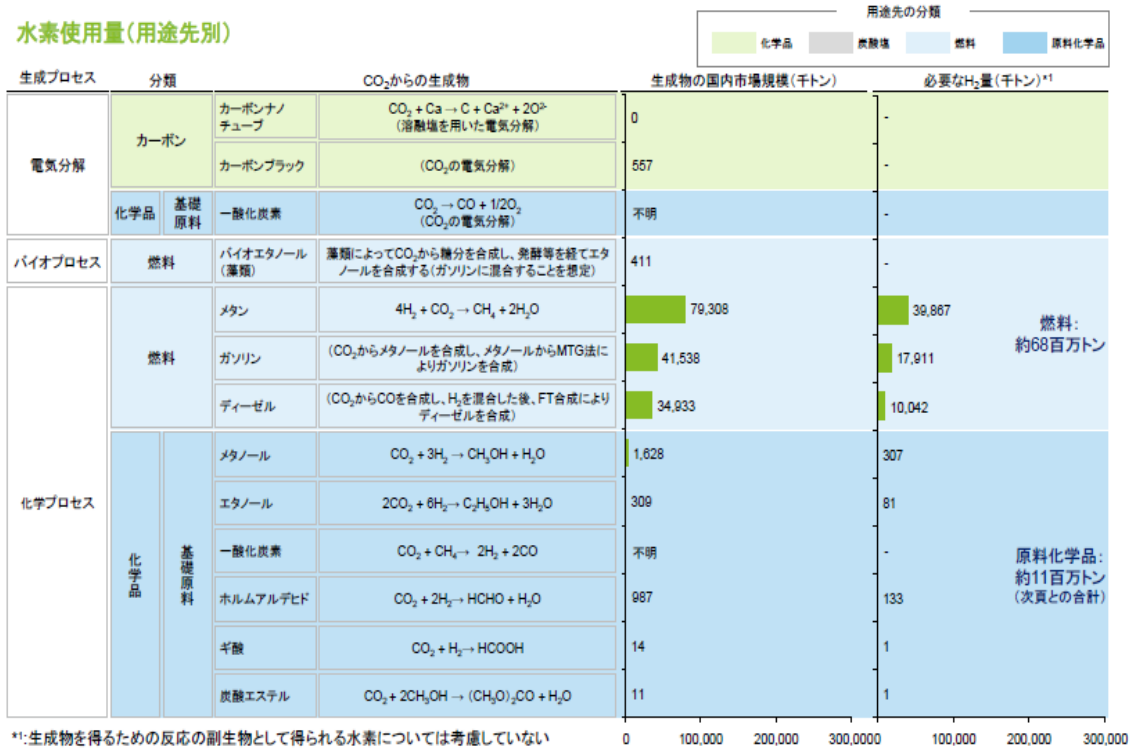 水素使用量(用途先別)
用途先の分類
化学品 炭酸塩 燃料 原料化学品
生成プロセス 分類 CO₂からの生成物 生成物の国内市場規模(千トン) 必要なH₂量(千トン)*¹
電気分解
カーボン
カーボンナノ
チューブ
CO₂ + Ca → C + Ca²⁺ + 2O²⁻
(溶融塩を用いた電気分解)
0
-
カーボンブラック
(CO₂の電気分解)
557
-
化学品
基礎
原料
一酸化炭素
CO₂ → CO + 1/2O₂
(CO₂の電気分解)
不明
-
バイオプロセス
燃料
バイオエタノール
(藻類)
藻類によってCO₂から糖分を合成し、発酵等を経てエタ
ノールを合成する(ガソリンに混合することを想定)
411
-
化学プロセス
燃料
メタン
4H₂ + CO₂ → CH₄ + 2H₂O
79,308
39,867
燃料:
約68百万トン
ガソリン
(CO₂からメタノールを合成し、メタノールからMTG法に
よりガソリンを合成)
41,538
17,911
ディーゼル
(CO₂からCOを合成し、H₂を混合した後、FT合成により
ディーゼルを合成)
34,933
10,042
化学品
基礎原料
メタノール
CO₂ + 3H₂ → CH₃OH + H₂O
1,628
307
エタノール
2CO₂ + 6H₂→ C₂H₅OH + 3H₂O
309
81
一酸化炭素
CO₂ + CH₄→ 2H₂ + 2CO
不明
-
原料化学品:
約11百万トン
(次頁との合計)
ホルムアルデヒド
CO₂ + 2H₂→ HCHO + H₂O
987
133
ギ酸
CO₂ + H₂→ HCOOH
14
1
炭酸エステル
CO₂ + 2CH₃OH → (CH₃O)₂CO + H₂O
11
1
*¹:生成物を得るための反応の副生物として得られる水素については考慮していない
0 100,000 200,000 300,000
0 100,000 200,000 300,000